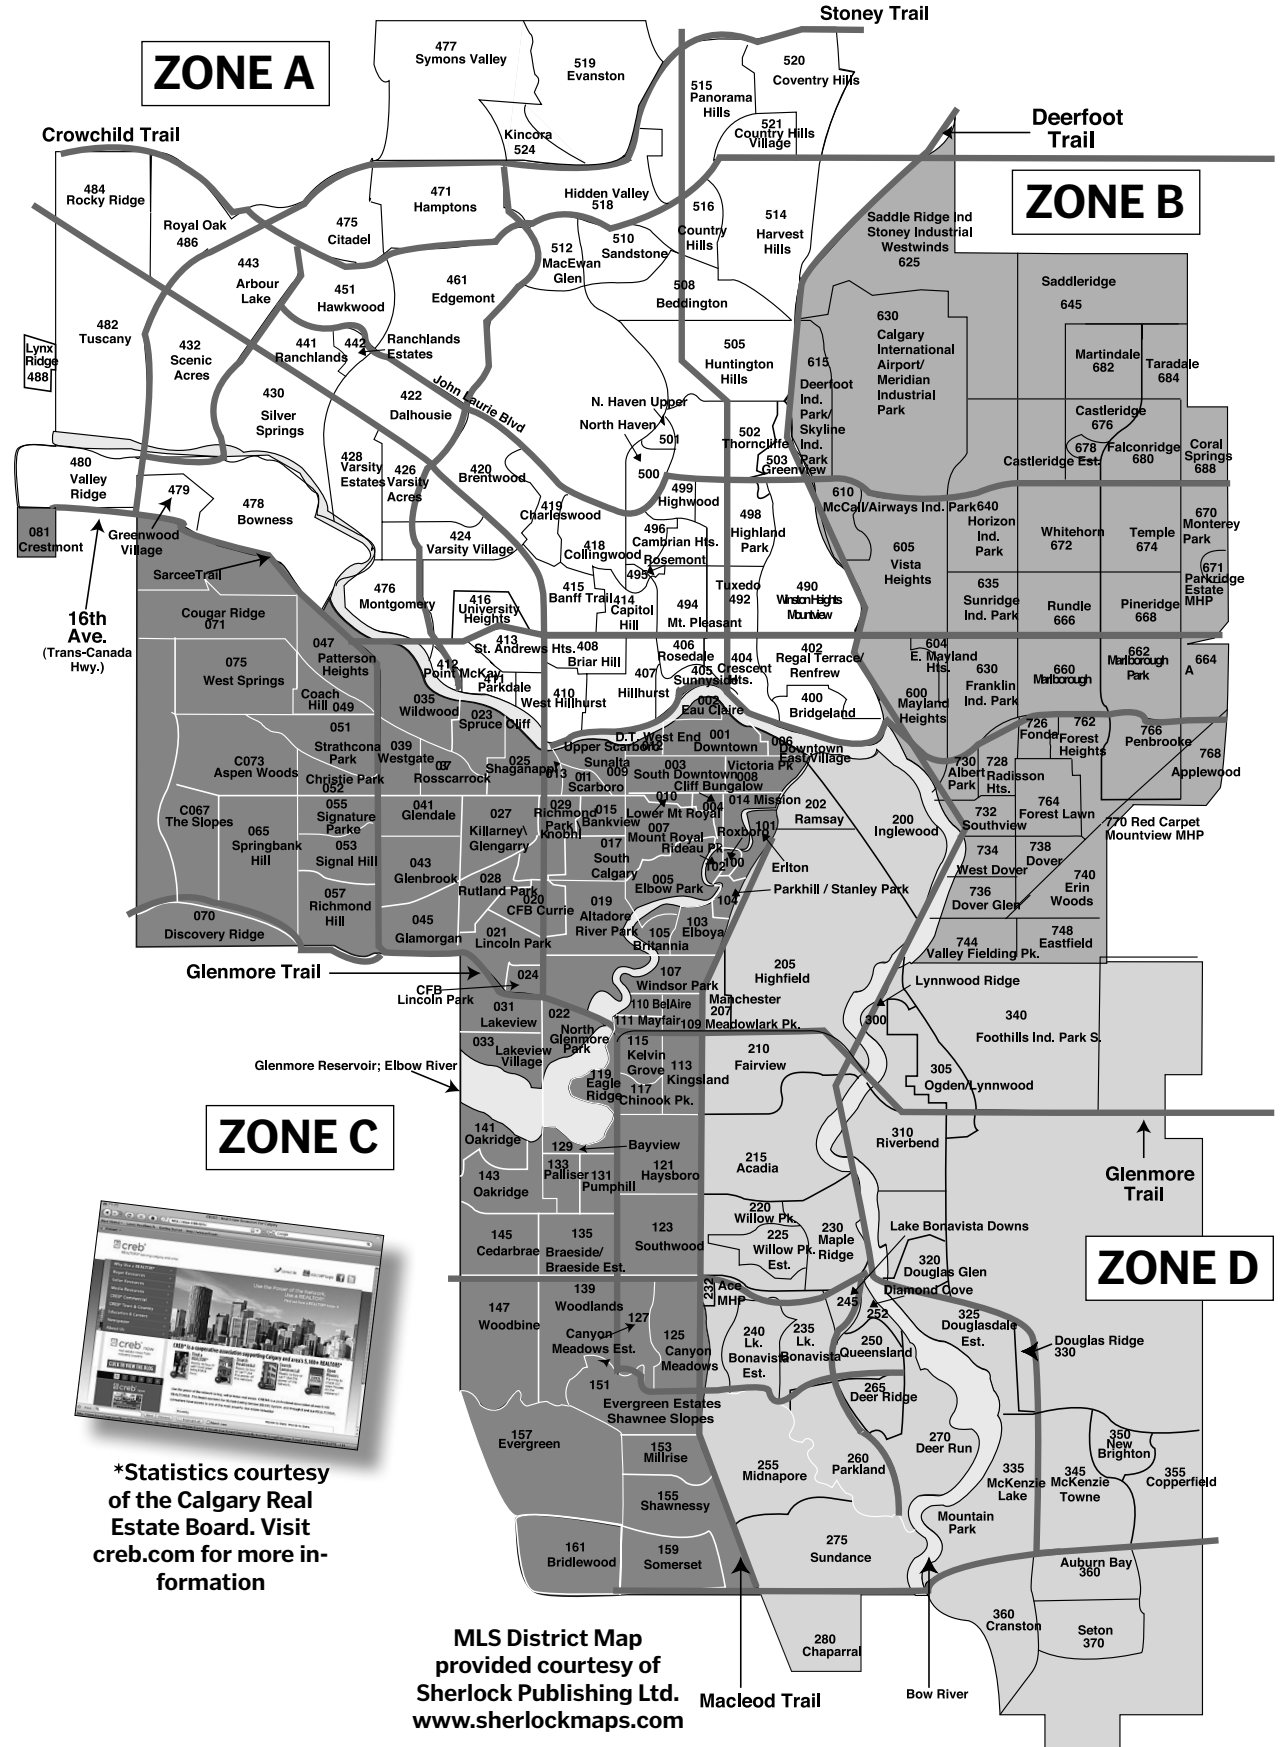 Stoney Trail
ZONE A
477
Symons Valley
519
Evanston
520
Coventry Hills
515
Panorama
Hills
521
Country Hills
Village
Kincora
524
Crowchild Trail
Deerfoot
Trail
ZONE B
484
Rocky Ridge
Royal Oak
486
471
Hamptons
475
Citadel
Hidden Valley
518
516
Country
Hills
514
Harvest
Hills
512
MacEwan
Glen
510
Sandstone
508
Beddington
443
Arbour
Lake
451
Hawkwood
461
Edgemont
482
Tuscany
Lynx
Ridge
488
432
Scenic
Acres
441
Ranchlands
442
Ranchlands
Estates
505
Huntington
Hills
430
Silver
Springs
422
Dalhousie
John Laurie Blvd
N. Haven Upper
North Haven
501
500
502
Thorncliffe
503
Greenview
480
Valley
Ridge
479
478
Bowness
Greenwood
Village
428
Varsity
Estates
426
Varsity
Acres
420
Brentwood
419
Charleswood
418
Collingwood
424
Varsity Village
499
Highwood
496
Cambrian Hts.
Rosemont
495
498
Highland
Park
081
Crestmont
SarceeTrail
16th
Ave.
(Trans-Canada
Hwy.)
476
Montgomery
416
University
Heights
415
Banff Trail
414
Capitol
Hill
494
Mt. Pleasant
Tuxedo
492
490
Winston Heights
Mountview
413
St. Andrews Hts.
408
Briar Hill
406
Rosedale
405
Sunnyside
404
Crescent
Hts.
402
Regal Terrace/
Renfrew
412
Point McKay
411
Parkdale
410
West Hillhurst
407
Hillhurst
400
Bridgeland
Saddle Ridge Ind
Stoney Industrial
Westwinds
625
Saddleridge
645
630
Calgary
International
Airport/
Meridian
Industrial
Park
615
Deerfoot
Ind.
Park/
Skyline
Ind.
Park
Martindale
682
Taradale
684
Castleridge
676
678
Castleridge Est.
Falconridge
680
Coral
Springs
688
610
McCall/Airways Ind. Park
640
Horizon
Ind.
Park
605
Vista
Heights
Whitehorn
672
Temple
674
670
Monterey
Park
671
Parkridge
Estate
MHP
635
Sunridge
Ind. Park
Rundle
666
Pineridge
668
604
E. Mayland
Hts.
600
Mayland
Heights
630
Franklin
Ind. Park
660
Marlborough
662
Marlborough
Park
A
664
726
Fonda
762
Forest
Heights
766
Penbrooke
768
Applewood
730
Albert
Park
728
Radisson
Hts.
732
Southview
764
Forest Lawn
770 Red Carpet
Mountview MHP
734
West Dover
738
Dover
736
Dover Glen
740
Erin
Woods
744
Valley Fielding Pk.
748
Eastfield
Cougar Ridge
071
047
Patterson
Heights
075
West Springs
Coach
Hill 049
035
Wildwood
023
Spruce Cliff
051
Strathcona
Park
039
Westgate
037
Rosscarrock
025
Shaganappi
C073
Aspen Woods
Christie Park
052
C067
The Slopes
065
Springbank
Hill
055
Signature
Parke
053
Signal Hill
057
Richmond
Hill
041
Glendale
043
Glenbrook
045
Glamorgan
070
Discovery Ridge
027
Killarney\
Glengarry
028
Rutland Park
020
CFB Currie
021
Lincoln Park
024
CFB
Lincoln Park
Glenmore Trail
002
Eau Claire
D.T. West End
012
001
Downtown
006
Downtown
East Village
Upper Scarboro
013
Sunalta
009
011
Scarboro
003
South Downtown
Victoria Pk
008
Cliff Bungalow
010
Lower Mt Royal
004
014 Mission
029
Richmond
Park\
Knobhl
015
Bankview
007
Mount Royal
Rideau Pk
Roxboro
101
102
100
Erlton
017
South
Calgary
005
Elbow Park
104
Parkhill / Stanley Park
019
Altadore
River Park
105
Britannia
103
Elboya
107
Windsor Park
110 BelAire
111 Mayfair
109 Meadowlark Pk.
202
Ramsay
200
Inglewood
205
Highfield
Manchester
207
Lynnwood Ridge
300
340
Foothills Ind. Park S.
031
Lakeview
022
North
Glenmore
Park
033
Lakeview
Village
Glenmore Reservoir; Elbow River
115
Kelvin
Grove
113
Kingsland
119
Eagle
Ridge
117
Chinook Pk.
210
Fairview
305
Ogden/Lynnwood
310
Riverbend
Glenmore
Trail
ZONE C
141
Oakridge
143
Oakridge
129
Bayview
133
Palliser
131
Pumphill
121
Haysboro
215
Acadia
145
Cedarbrae
135
Braeside/
Braeside Est.
123
Southwood
220
Willow Pk.
225
Willow Pk.
Est.
230
Maple
Ridge
Lake Bonavista Downs
320
Douglas Glen
Diamond Cove
ZONE D
232
Ace
MHP
245
252
325
Douglasdale
Est.
Douglas Ridge
330
147
Woodbine
139
Woodlands
127
Canyon
Meadows Est.
125
Canyon
Meadows
240
Lk.
Bonavista
Est.
235
Lk.
Bonavista
250
Queensland
265
Deer Ridge
151
Evergreen Estates
Shawnee Slopes
157
Evergreen
153
Millrise
155
Shawnessy
161
Bridlewood
159
Somerset
255
Midnapore
260
Parkland
270
Deer Run
335
McKenzie
Lake
345
McKenzie
Towne
350
New
Brighton
355
Copperfield
Mountain
Park
275
Sundance
Auburn Bay
360
360
Cranston
Seton
370
280
Chaparral
Bow River
Macleod Trail
creb
CREB® is a cooperative association supporting Calgary and area's 5,100+ REALTORS®
creb
creb
*Statistics courtesy
of the Calgary Real
Estate Board. Visit
creb.com for more in-
formation
MLS District Map
provided courtesy of
Sherlock Publishing Ltd.
www.sherlockmaps.com